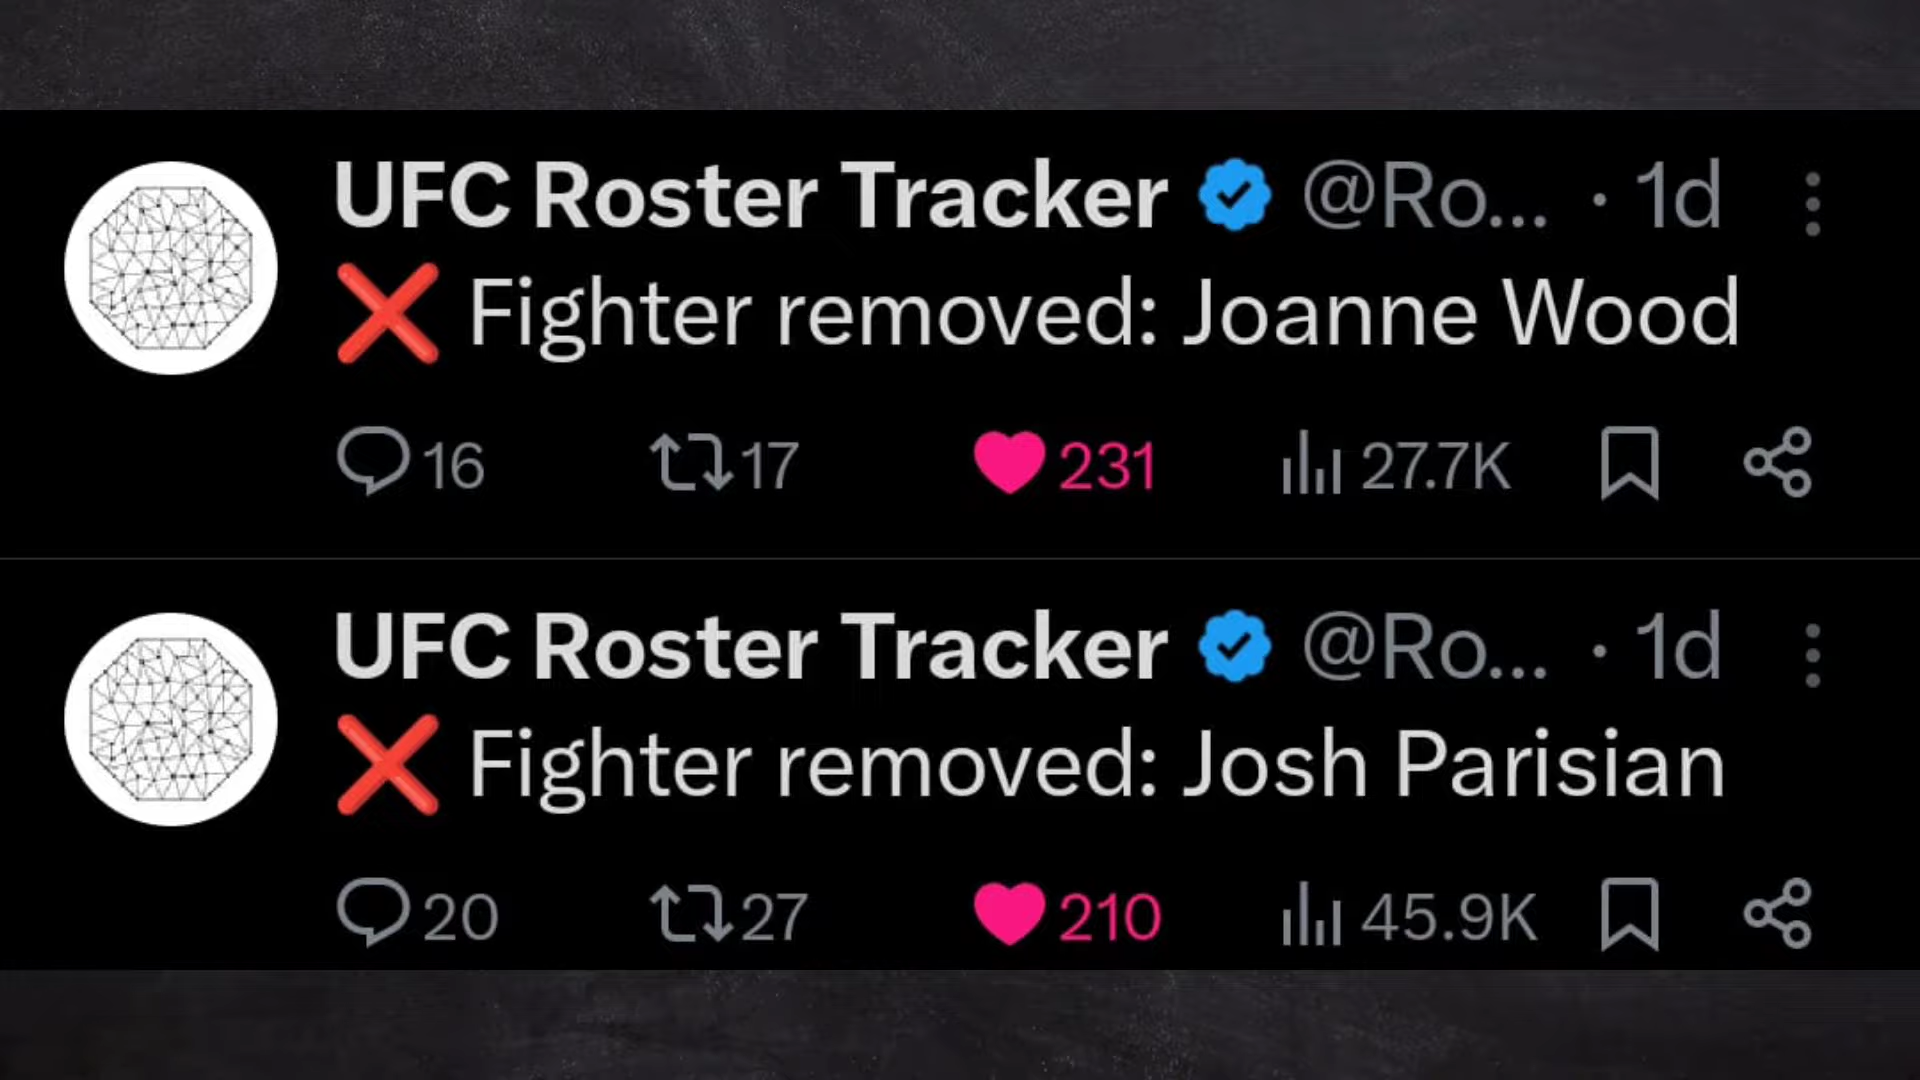 UFC Roster Tracker @Ro... · 1d
❌ Fighter removed: Joanne Wood
16 17 231 27.7K
UFC Roster Tracker @Ro... · 1d
❌ Fighter removed: Josh Parisian
20 27 210 45.9K